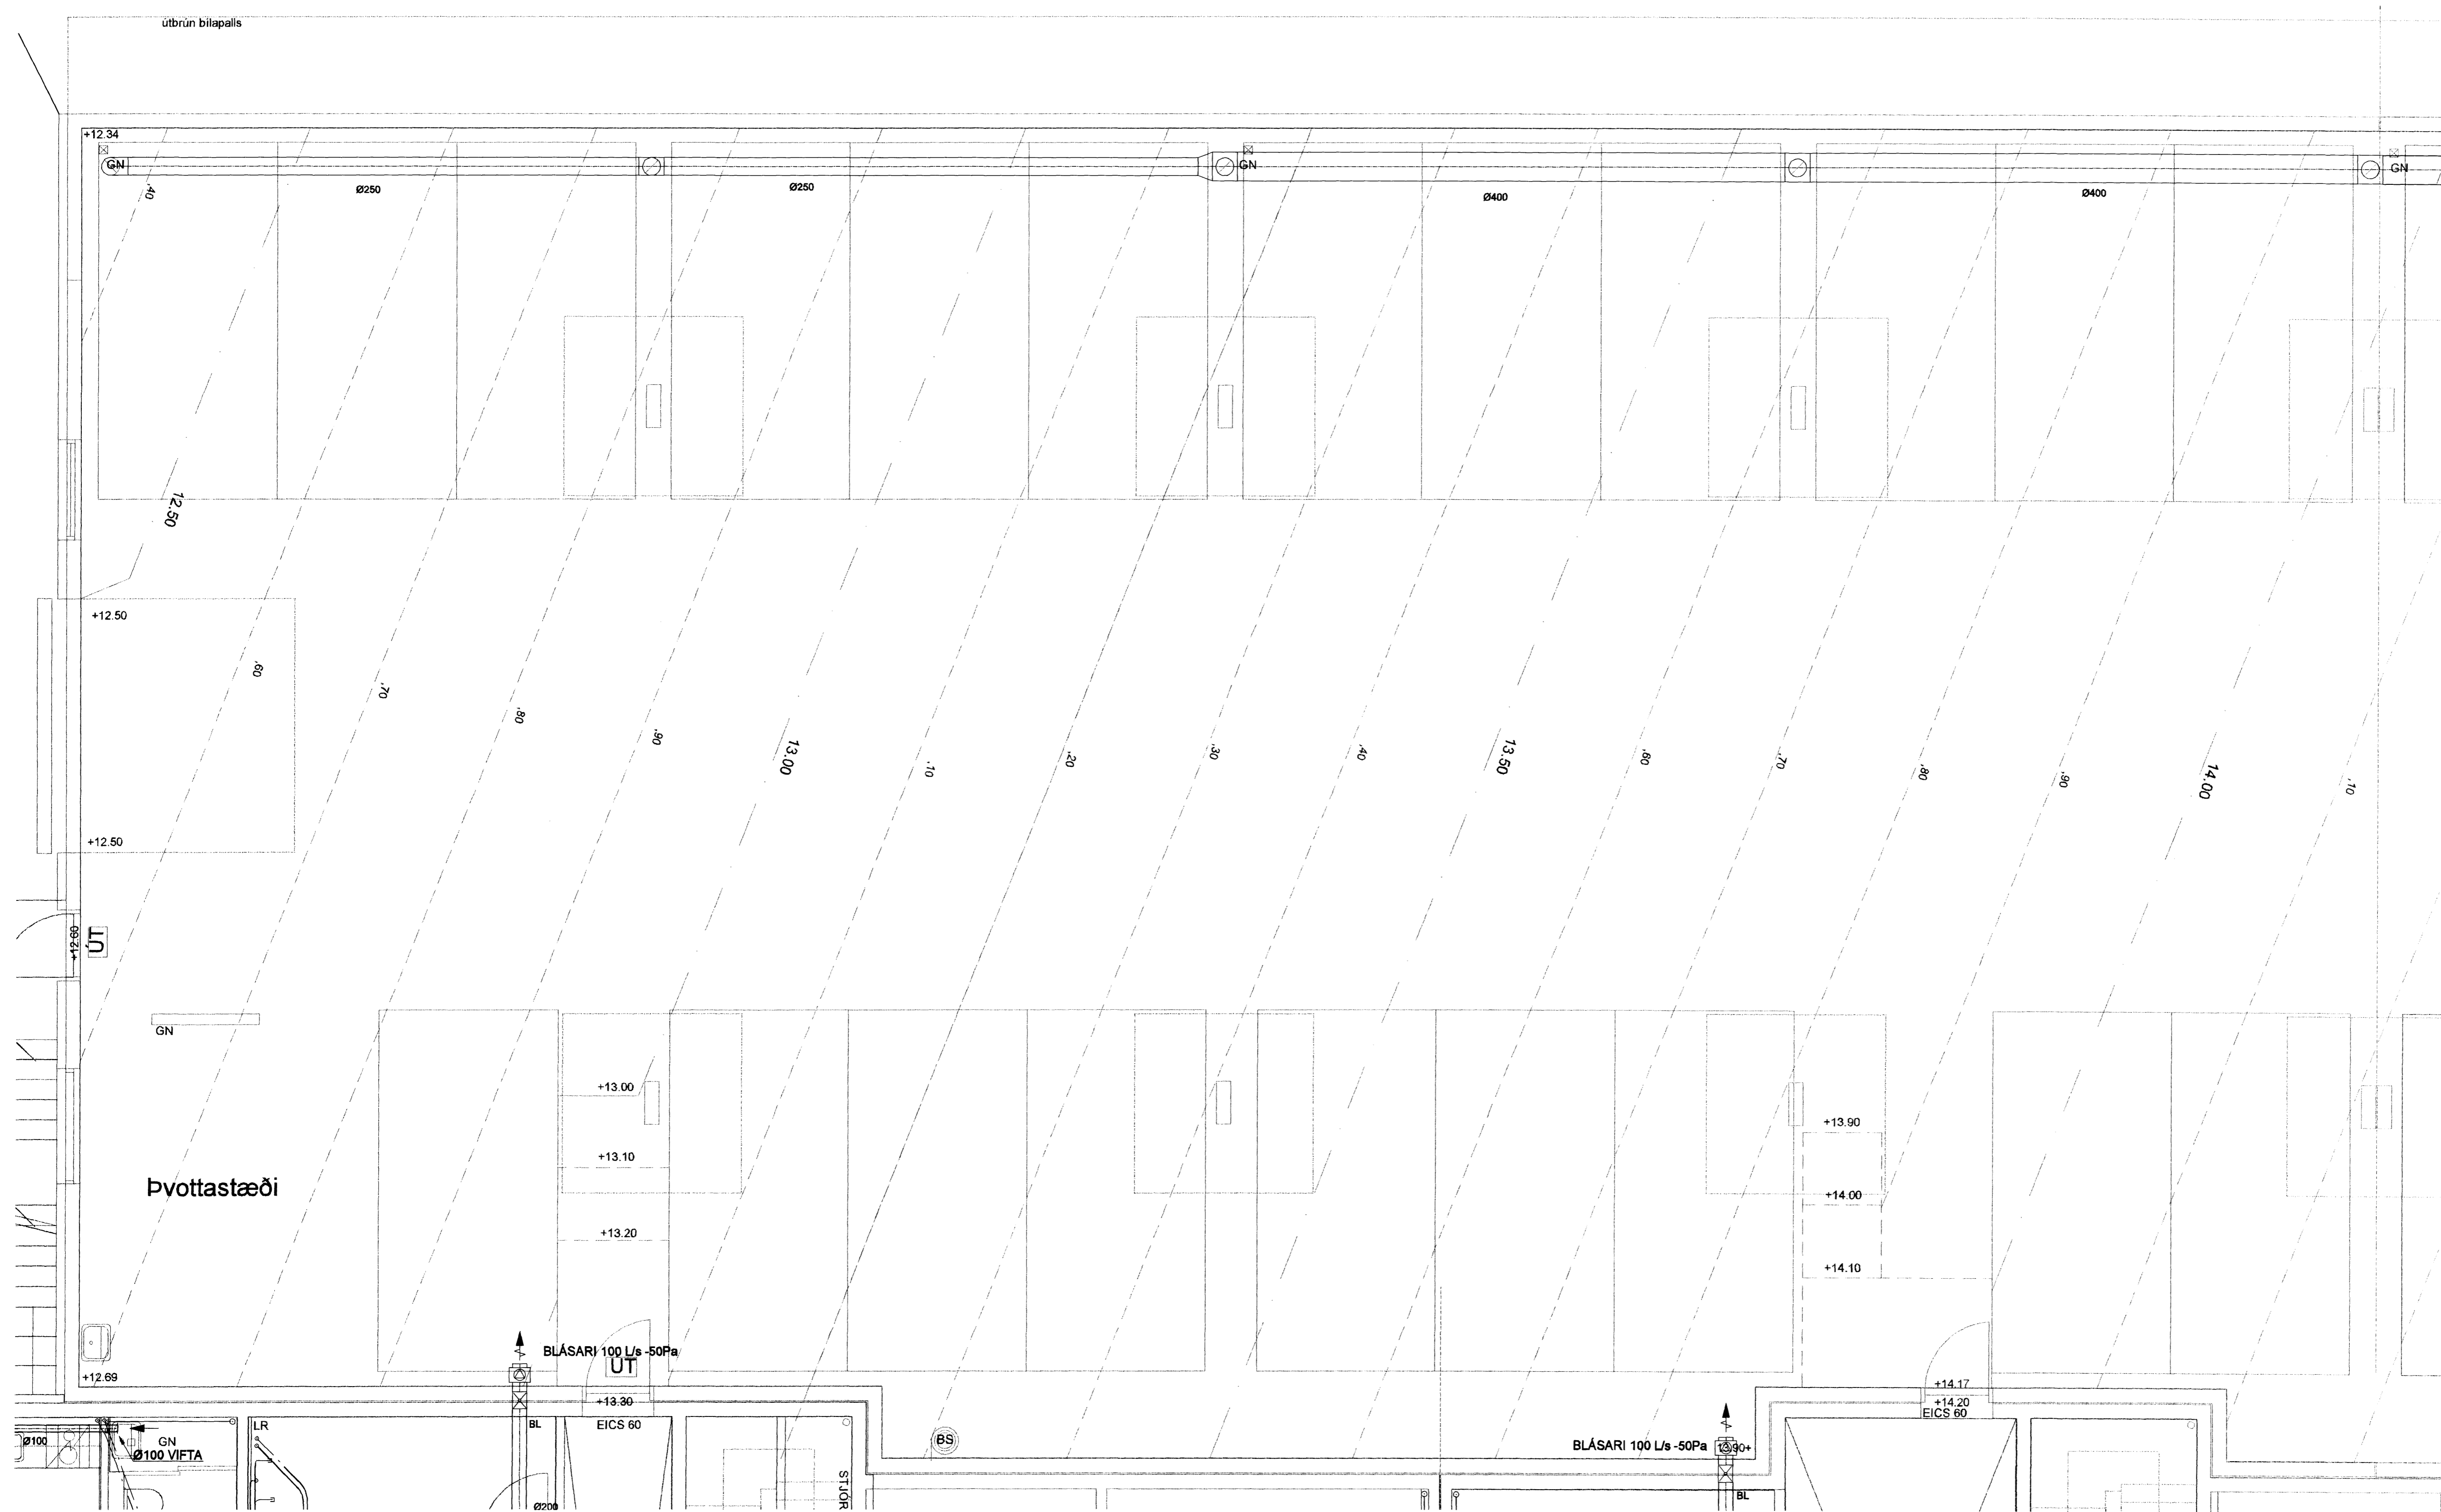 útbrún bílapalls
+12.34
GN
GN
GN
.40
Ø250
Ø250
Ø400
Ø400
12.50
+12.50
.60
.70
.80
.90
13.00
.10
.20
.30
.40
13.50
.60
.70
.80
.90
14.00
.10
+12.50
+12.60
ÚT
GN
+13.00
+13.10
+13.20
+13.90
+14.00
+14.10
Þvottastæði
BLÁSARI 100 L/s -50Pa
ÚT
+12.69
+13.30
EICS 60
+14.17
+14.20
EICS 60
BL
LR
GN
Ø100
Ø100 VIFTA
BS
BLÁSARI 100 L/s -50Pa
13.90+
STJÓR
Ø200
BL